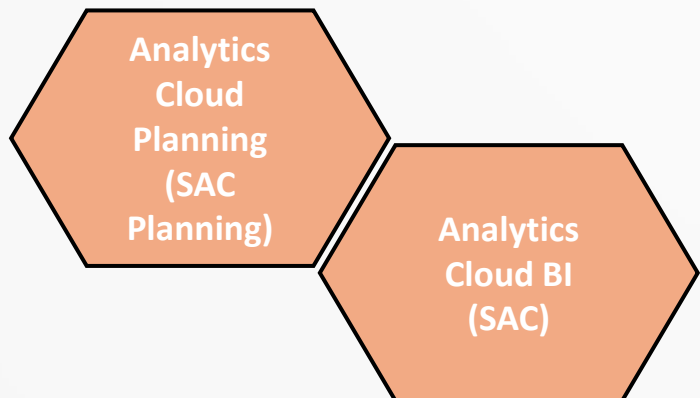 Analytics
Cloud
Planning
(SAC
Planning)
Analytics
Cloud BI
(SAC)